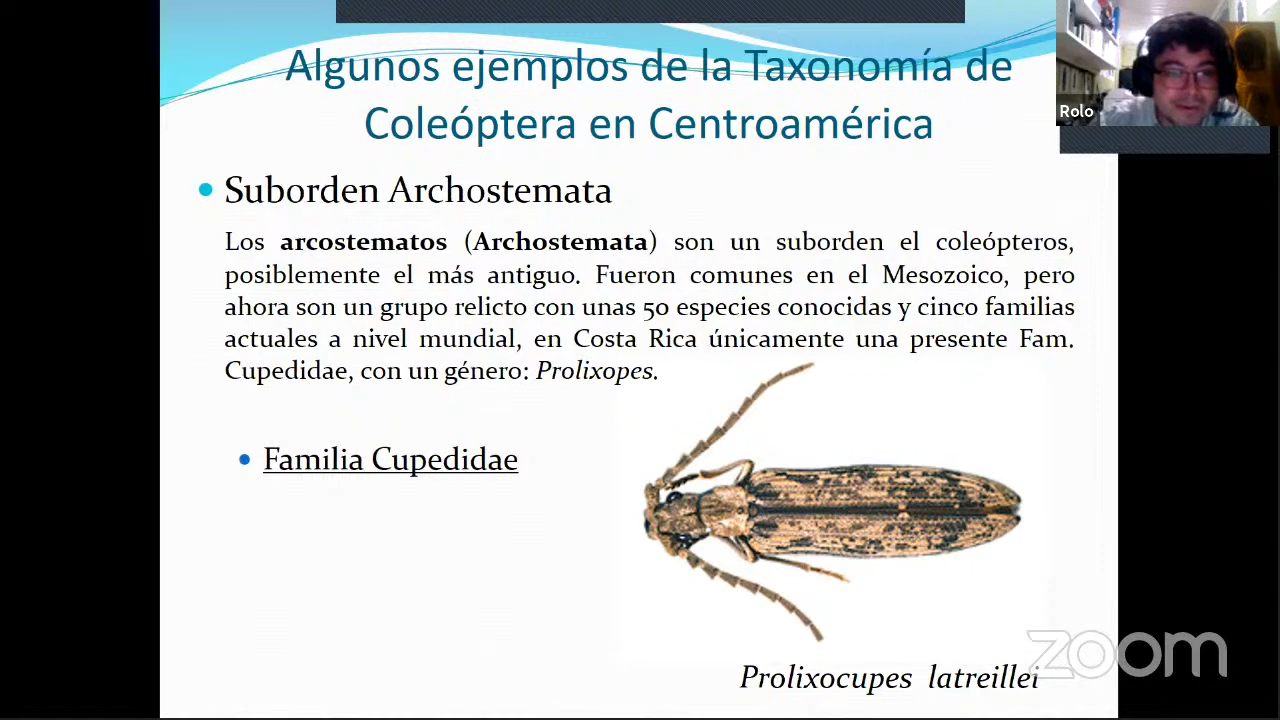 Algunos ejemplos de la Taxonomía de
Coleóptera en Centroamérica
Rolo
• Suborden Archostemata
Los arcostematos (Archostemata) son un suborden el coleópteros,
posiblemente el más antiguo. Fueron comunes en el Mesozoico, pero
ahora son un grupo relicto con unas 50 especies conocidas y cinco familias
actuales a nivel mundial, en Costa Rica únicamente una presente Fam.
Cupedidae, con un género: Prolixopes.
• Familia Cupedidae
Prolixocupes latreillei
zoom